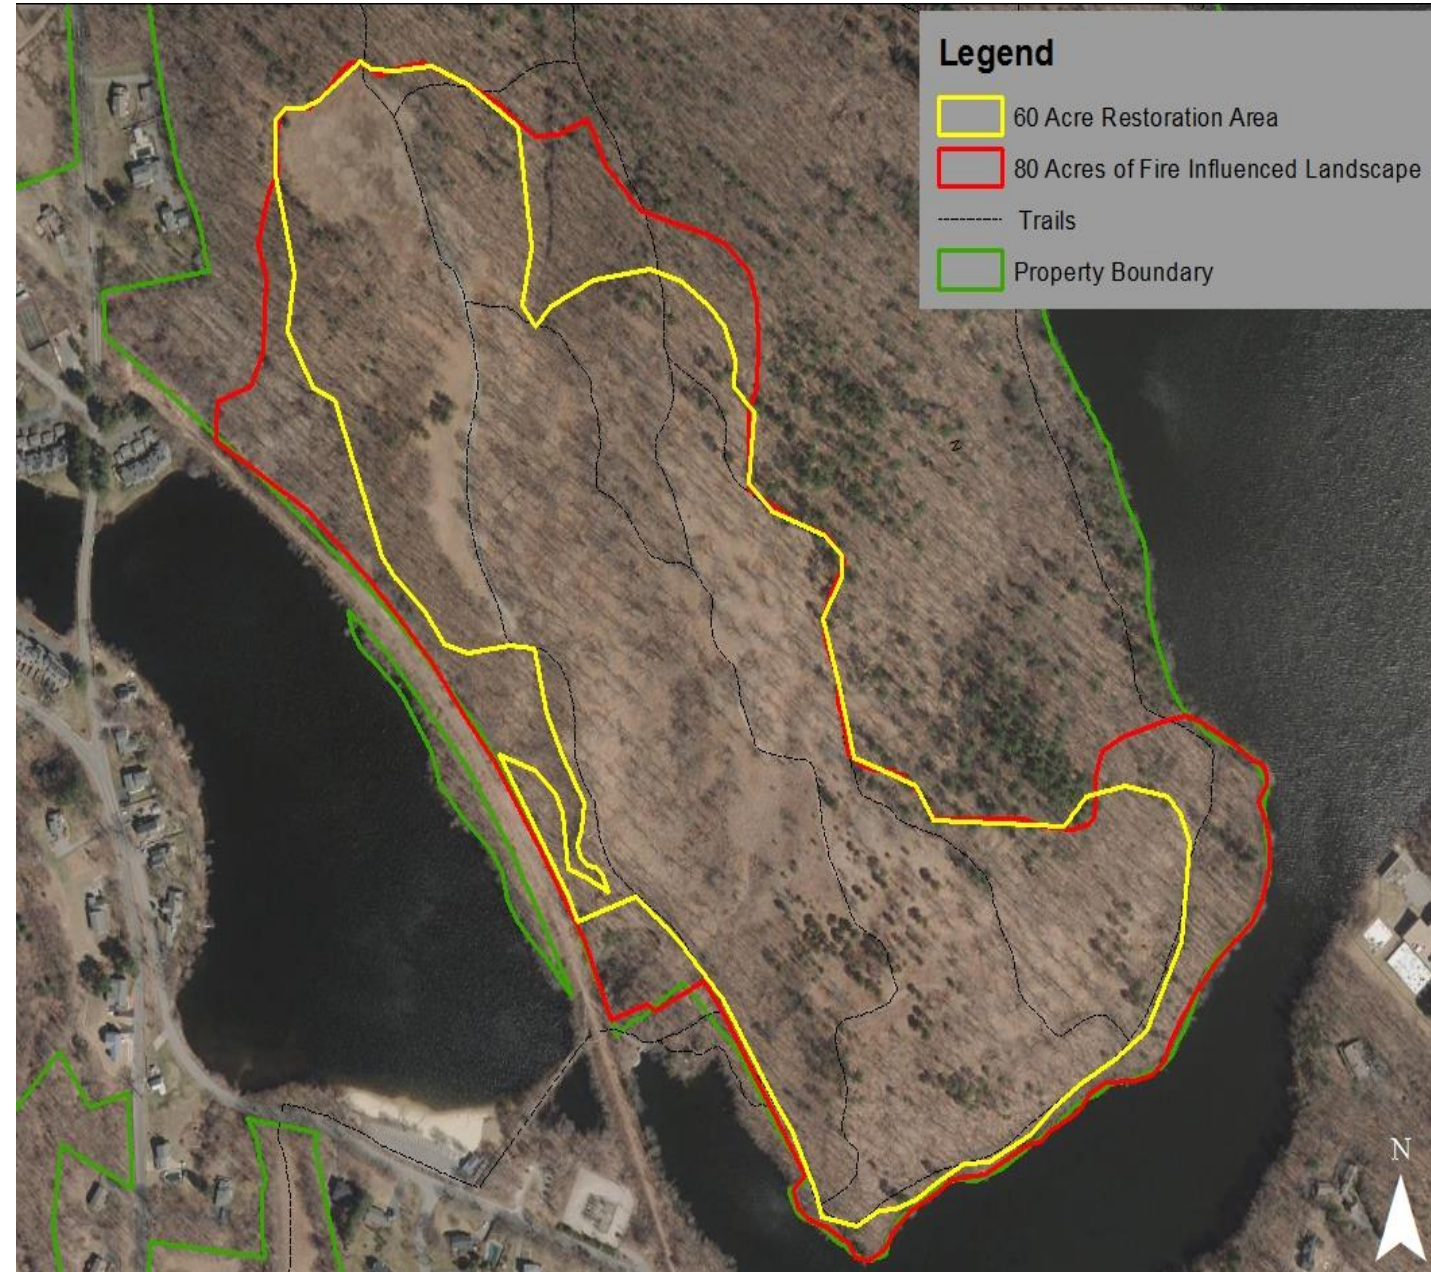 Legend
60 Acre Restoration Area
80 Acres of Fire Influenced Landscape
Trails
Property Boundary
N